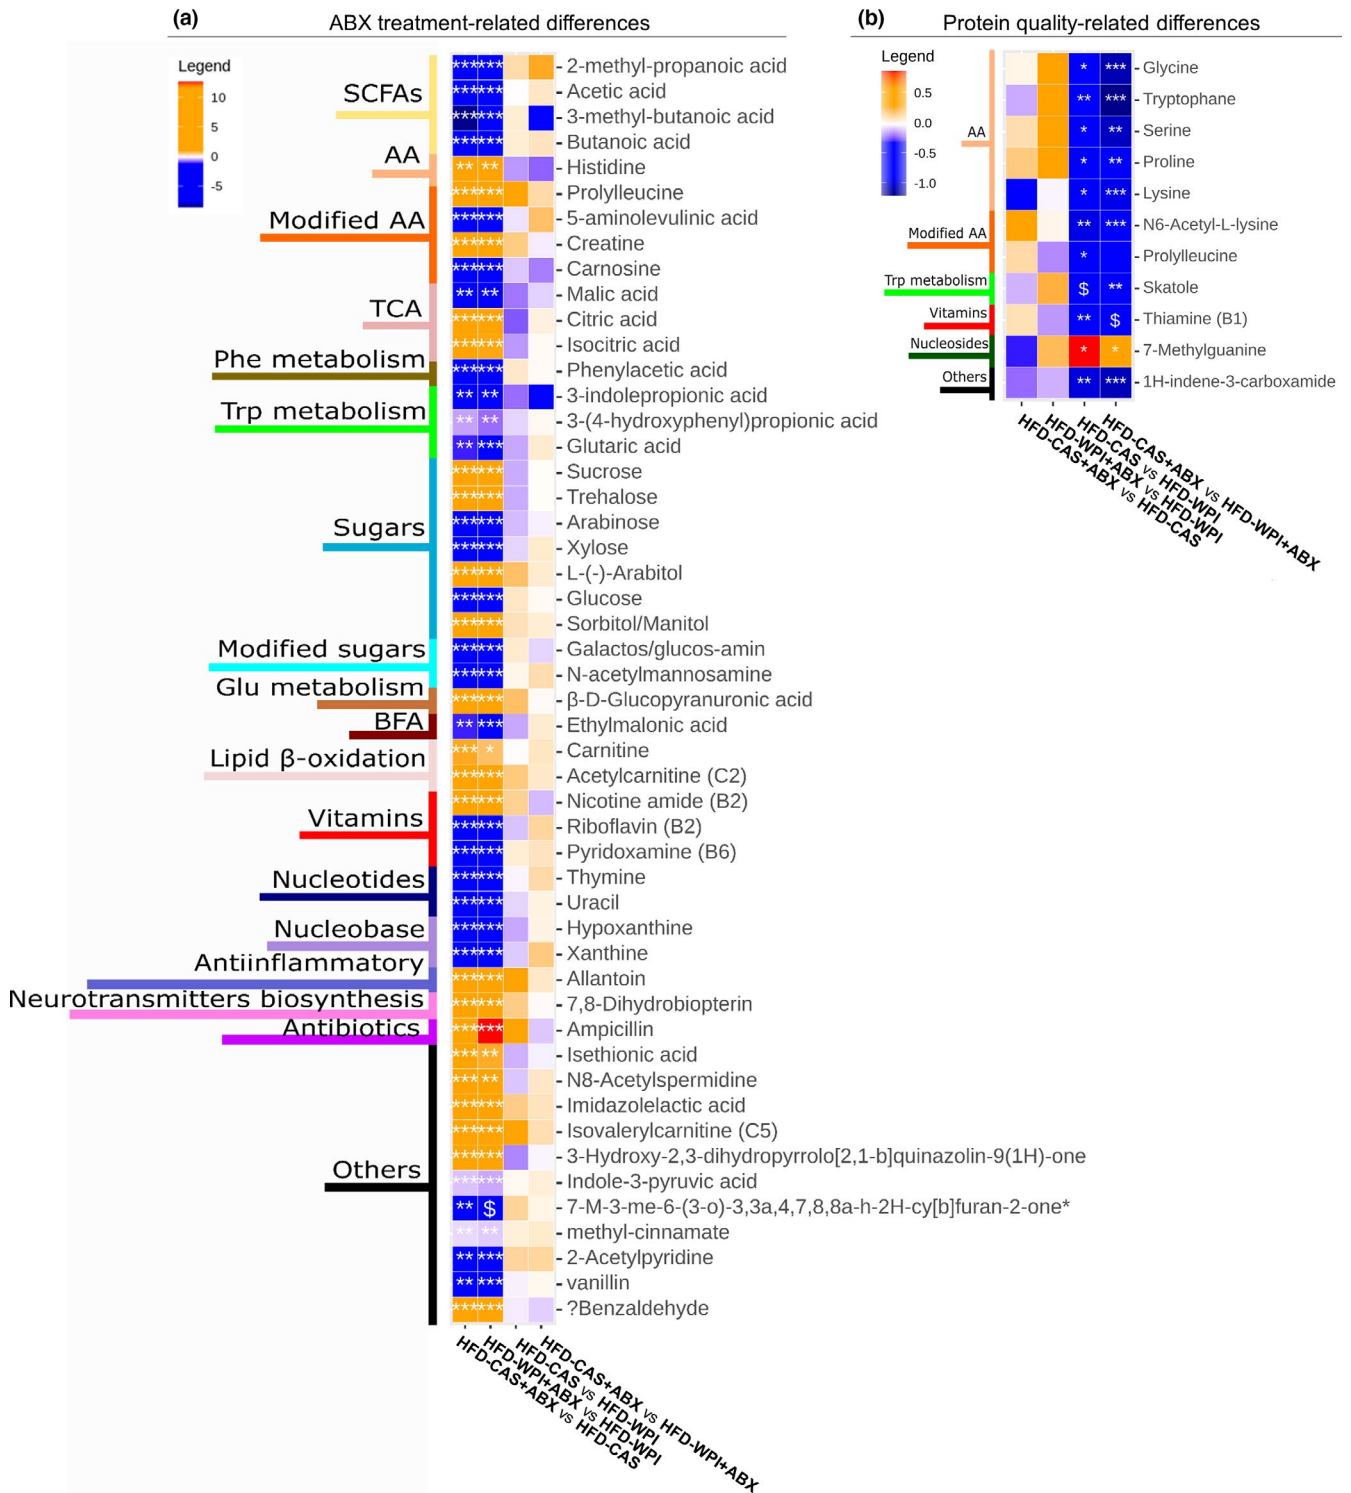 (a)
ABX treatment-related differences
Legend
10
5
0
-5
SCFAs
AA
Modified AA
TCA
Phe metabolism
Trp metabolism
Sugars
Modified sugars
Glu metabolism
BFA
Lipid β-oxidation
Vitamins
Nucleotides
Nucleobase
Antiinflammatory
Neurotransmitters biosynthesis
Antibiotics
Others
*** *** 2-methyl-propanoic acid
*** *** Acetic acid
*** *** 3-methyl-butanoic acid
*** *** Butanoic acid
** ** Histidine
*** *** Prolylleucine
*** *** 5-aminolevulinic acid
*** *** Creatine
*** *** Carnosine
** ** Malic acid
*** *** Citric acid
*** *** Isocitric acid
*** *** Phenylacetic acid
** ** 3-indolepropionic acid
** ** 3-(4-hydroxyphenyl)propionic acid
** *** Glutaric acid
*** *** Sucrose
*** *** Trehalose
*** *** Arabinose
*** *** Xylose
*** *** L-(-)-Arabitol
*** *** Glucose
*** *** Sorbitol/Manitol
*** *** Galactos/glucos-amin
*** *** N-acetylmannosamine
*** *** β-D-Glucopyranuronic acid
** *** Ethylmalonic acid
*** * Carnitine
*** *** Acetylcarnitine (C2)
*** *** Nicotine amide (B2)
*** *** Riboflavin (B2)
*** *** Pyridoxamine (B6)
*** *** Thymine
*** *** Uracil
*** *** Hypoxanthine
*** *** Xanthine
*** *** Allantoin
*** *** 7,8-Dihydrobiopterin
*** *** Ampicillin
*** ** Isethionic acid
*** ** N8-Acetylspermidine
*** *** Imidazolelactic acid
*** *** Isovalerylcarnitine (C5)
*** *** 3-Hydroxy-2,3-dihydropyrrolo[2,1-b]quinazolin-9(1H)-one
*** *** Indole-3-pyruvic acid
** $ 7-M-3-me-6-(3-o)-3,3a,4,7,8,8a-h-2H-cy[b]furan-2-one*
** ** methyl-cinnamate
** *** 2-Acetylpyridine
** *** vanillin
*** *** ?Benzaldehyde
HFD-CAS+ABX vs HFD-CAS
HFD-WPI+ABX vs HFD-WPI
HFD-CAS vs HFD-WPI
HFD-CAS+ABX vs HFD-WPI+ABX
(b)
Protein quality-related differences
Legend
0.5
0.0
-0.5
-1.0
AA
Modified AA
Trp metabolism
Vitamins
Nucleosides
Others
* *** Glycine
** *** Tryptophane
* ** Serine
* ** Proline
* *** Lysine
** *** N6-Acetyl-L-lysine
* Prolylleucine
$ ** Skatole
** $ Thiamine (B1)
* * 7-Methylguanine
** *** 1H-indene-3-carboxamide
HFD-CAS+ABX vs HFD-CAS
HFD-WPI+ABX vs HFD-WPI
HFD-CAS vs HFD-WPI
HFD-CAS+ABX vs HFD-WPI+ABX